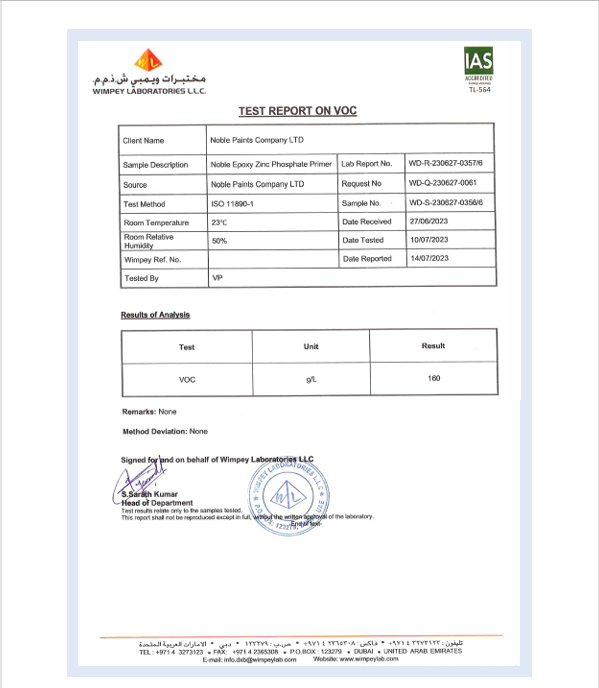 مختبرات ويمبي ش.ذ.م.م.
WIMPEY LABORATORIES L.L.C.
IAS
ACCREDITED
TL-564
TEST REPORT ON VOC
Client Name Noble Paints Company LTD
Sample Description Noble Epoxy Zinc Phosphate Primer Lab Report No. WD-R-230627-0357/6
Source Noble Paints Company LTD Request No WD-Q-230627-0061
Test Method ISO 11890-1 Sample No. WD-S-230627-0356/6
Room Temperature 23°C Date Received 27/06/2023
Room Relative Humidity 50% Date Tested 10/07/2023
Wimpey Ref. No. Date Reported 14/07/2023
Tested By VP
Results of Analysis
Test Unit Result
VOC g/L 160
Remarks: None
Method Deviation: None
Signed for and on behalf of Wimpey Laboratories LLC
S.Sarath Kumar
Head of Department
Test results relate only to the samples tested.
This report shall not be reproduced except in full, without the written approval of the laboratory.
-End of text-
WIMPEY LABORATORIES L.L.C
WL
تليفون : ٣٢٧٣١٢٣ ٤ ٩٧١+ * فاكس : ٢٣٦٥٣٠٨ ٤ ٩٧١+ * ص.ب : ١٢٣٢٧٩ * دبي * الامارات العربية المتحدة
TEL : +971 4 3273123 • FAX: +971 4 2365308 • P.O.BOX : 123279 • DUBAI • UNITED ARAB EMIRATES
E-mail: info.dxb@wimpeylab.com Website: www.wimpeylab.com